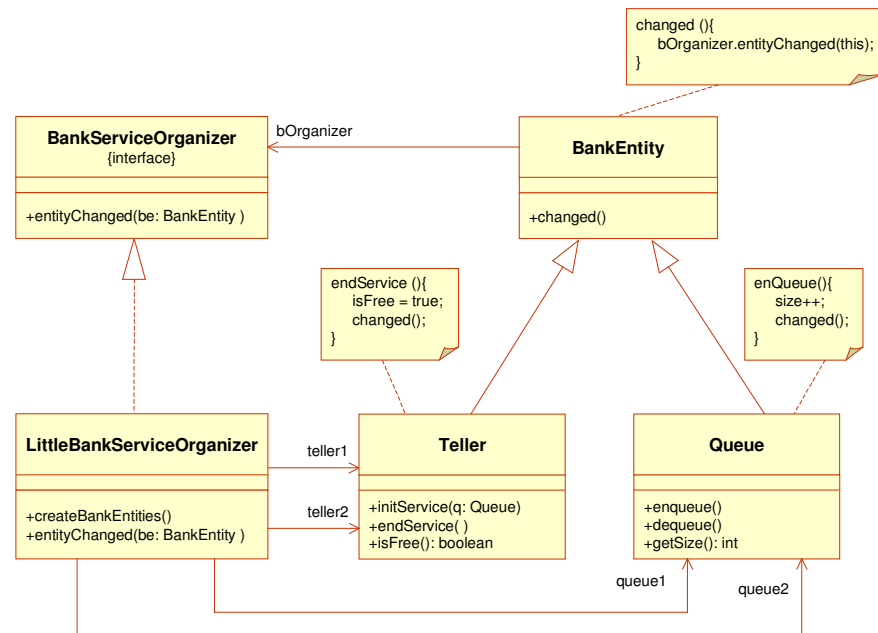 changed (){
bOrganizer.entityChanged(this);
}
BankServiceOrganizer
{interface}
+entityChanged(be: BankEntity )
bOrganizer
BankEntity
+changed()
endService (){
isFree = true;
changed();
}
enQueue(){
size++;
changed();
}
LittleBankServiceOrganizer
+createBankEntities()
+entityChanged(be: BankEntity )
teller1
teller2
Teller
+initService(q: Queue)
+endService( )
+isFree(): boolean
Queue
+enqueue()
+dequeue()
+getSize(): int
queue1
queue2